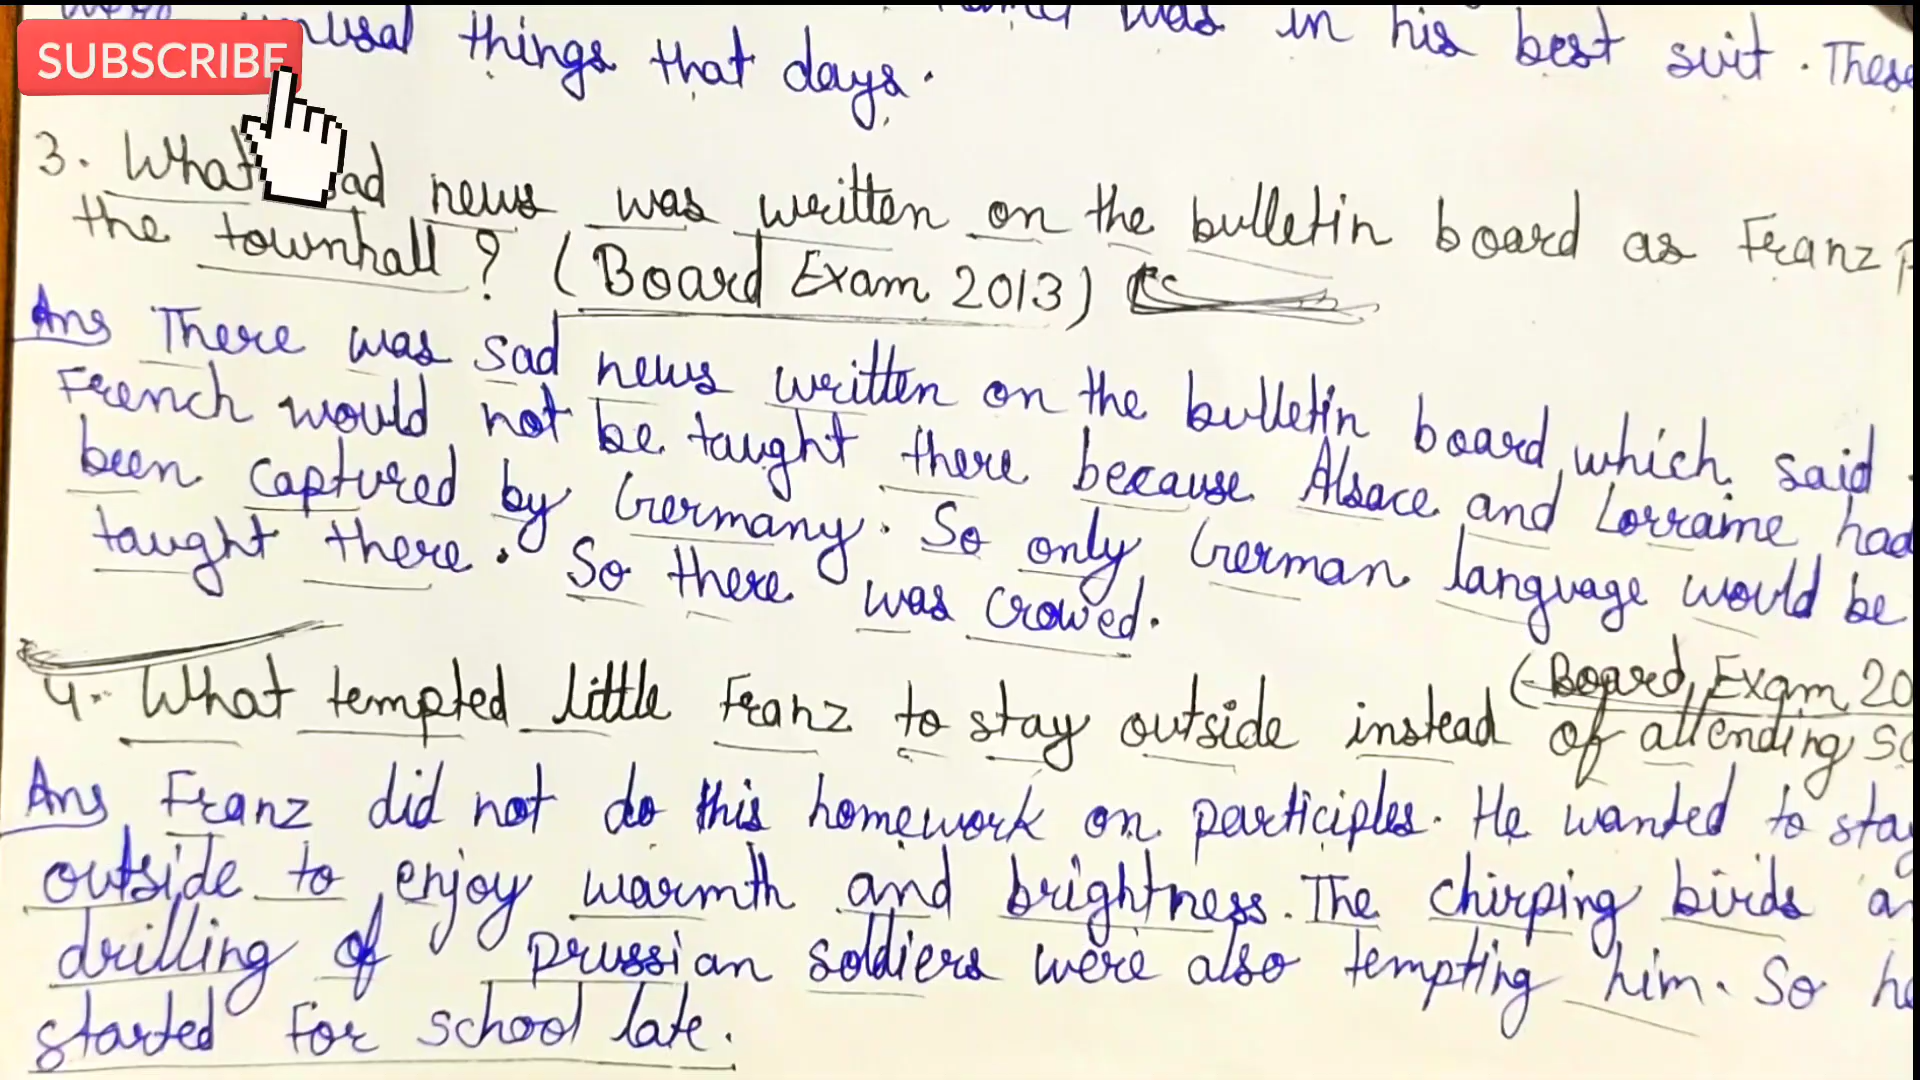 was in his best suit. These
SUBSCRIBE
things that days.
3. What sad news was written on the bulletin board as Franz
the townhall? (Board Exam 2013)
Ans There was sad news written on the bulletin board, which said
French would not be taught there because Alsace and Lorraine had
been captured by Germany. So only German language would be
taught there. So there was crowed.
(Board Exam 20
4. What tempted little Franz to stay outside instead of attending
Ans Franz did not do this homework on participles. He wanted to stay
outside to enjoy warmth and brightness. The chirping birds
drilling of prussian soldiers were also tempting him. So he
started for school late.